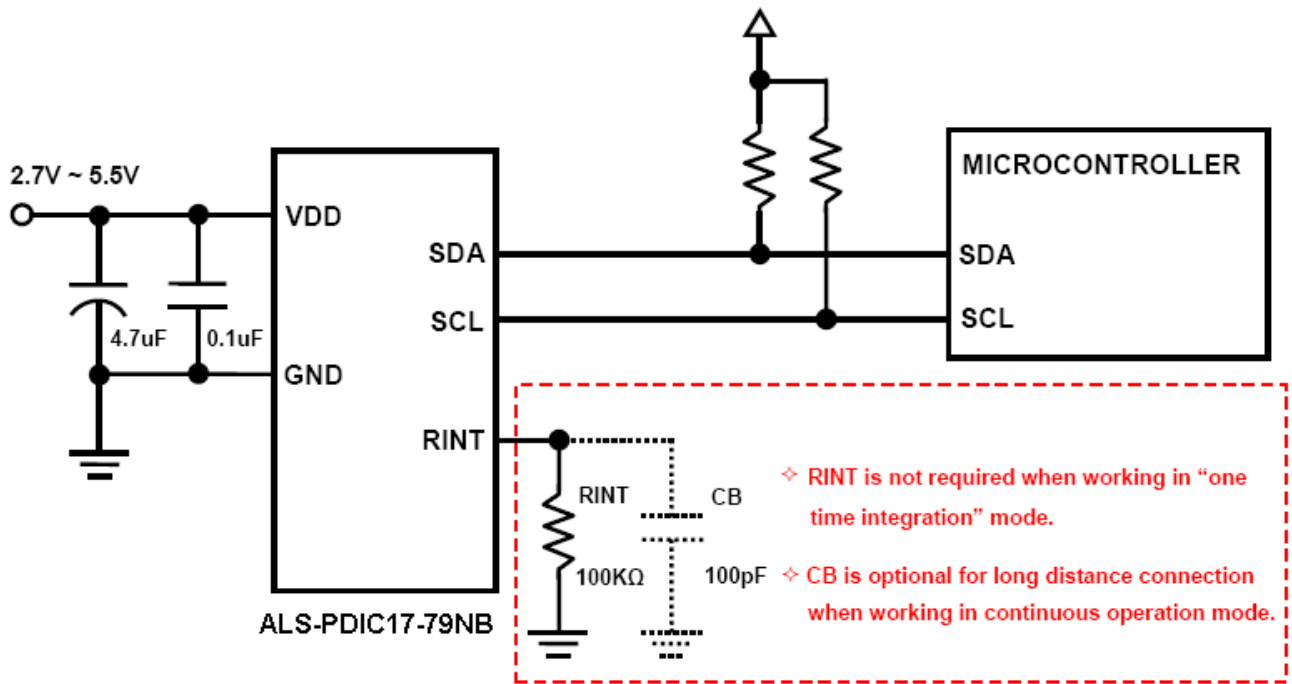 2.7V ~ 5.5V
VDD
GND
4.7uF
0.1uF
SDA
SCL
RINT
ALS-PDIC17-79NB
MICROCONTROLLER
SDA
SCL
RINT
100KΩ
CB
100pF
✧ RINT is not required when working in “one
time integration” mode.
✧ CB is optional for long distance connection
when working in continuous operation mode.